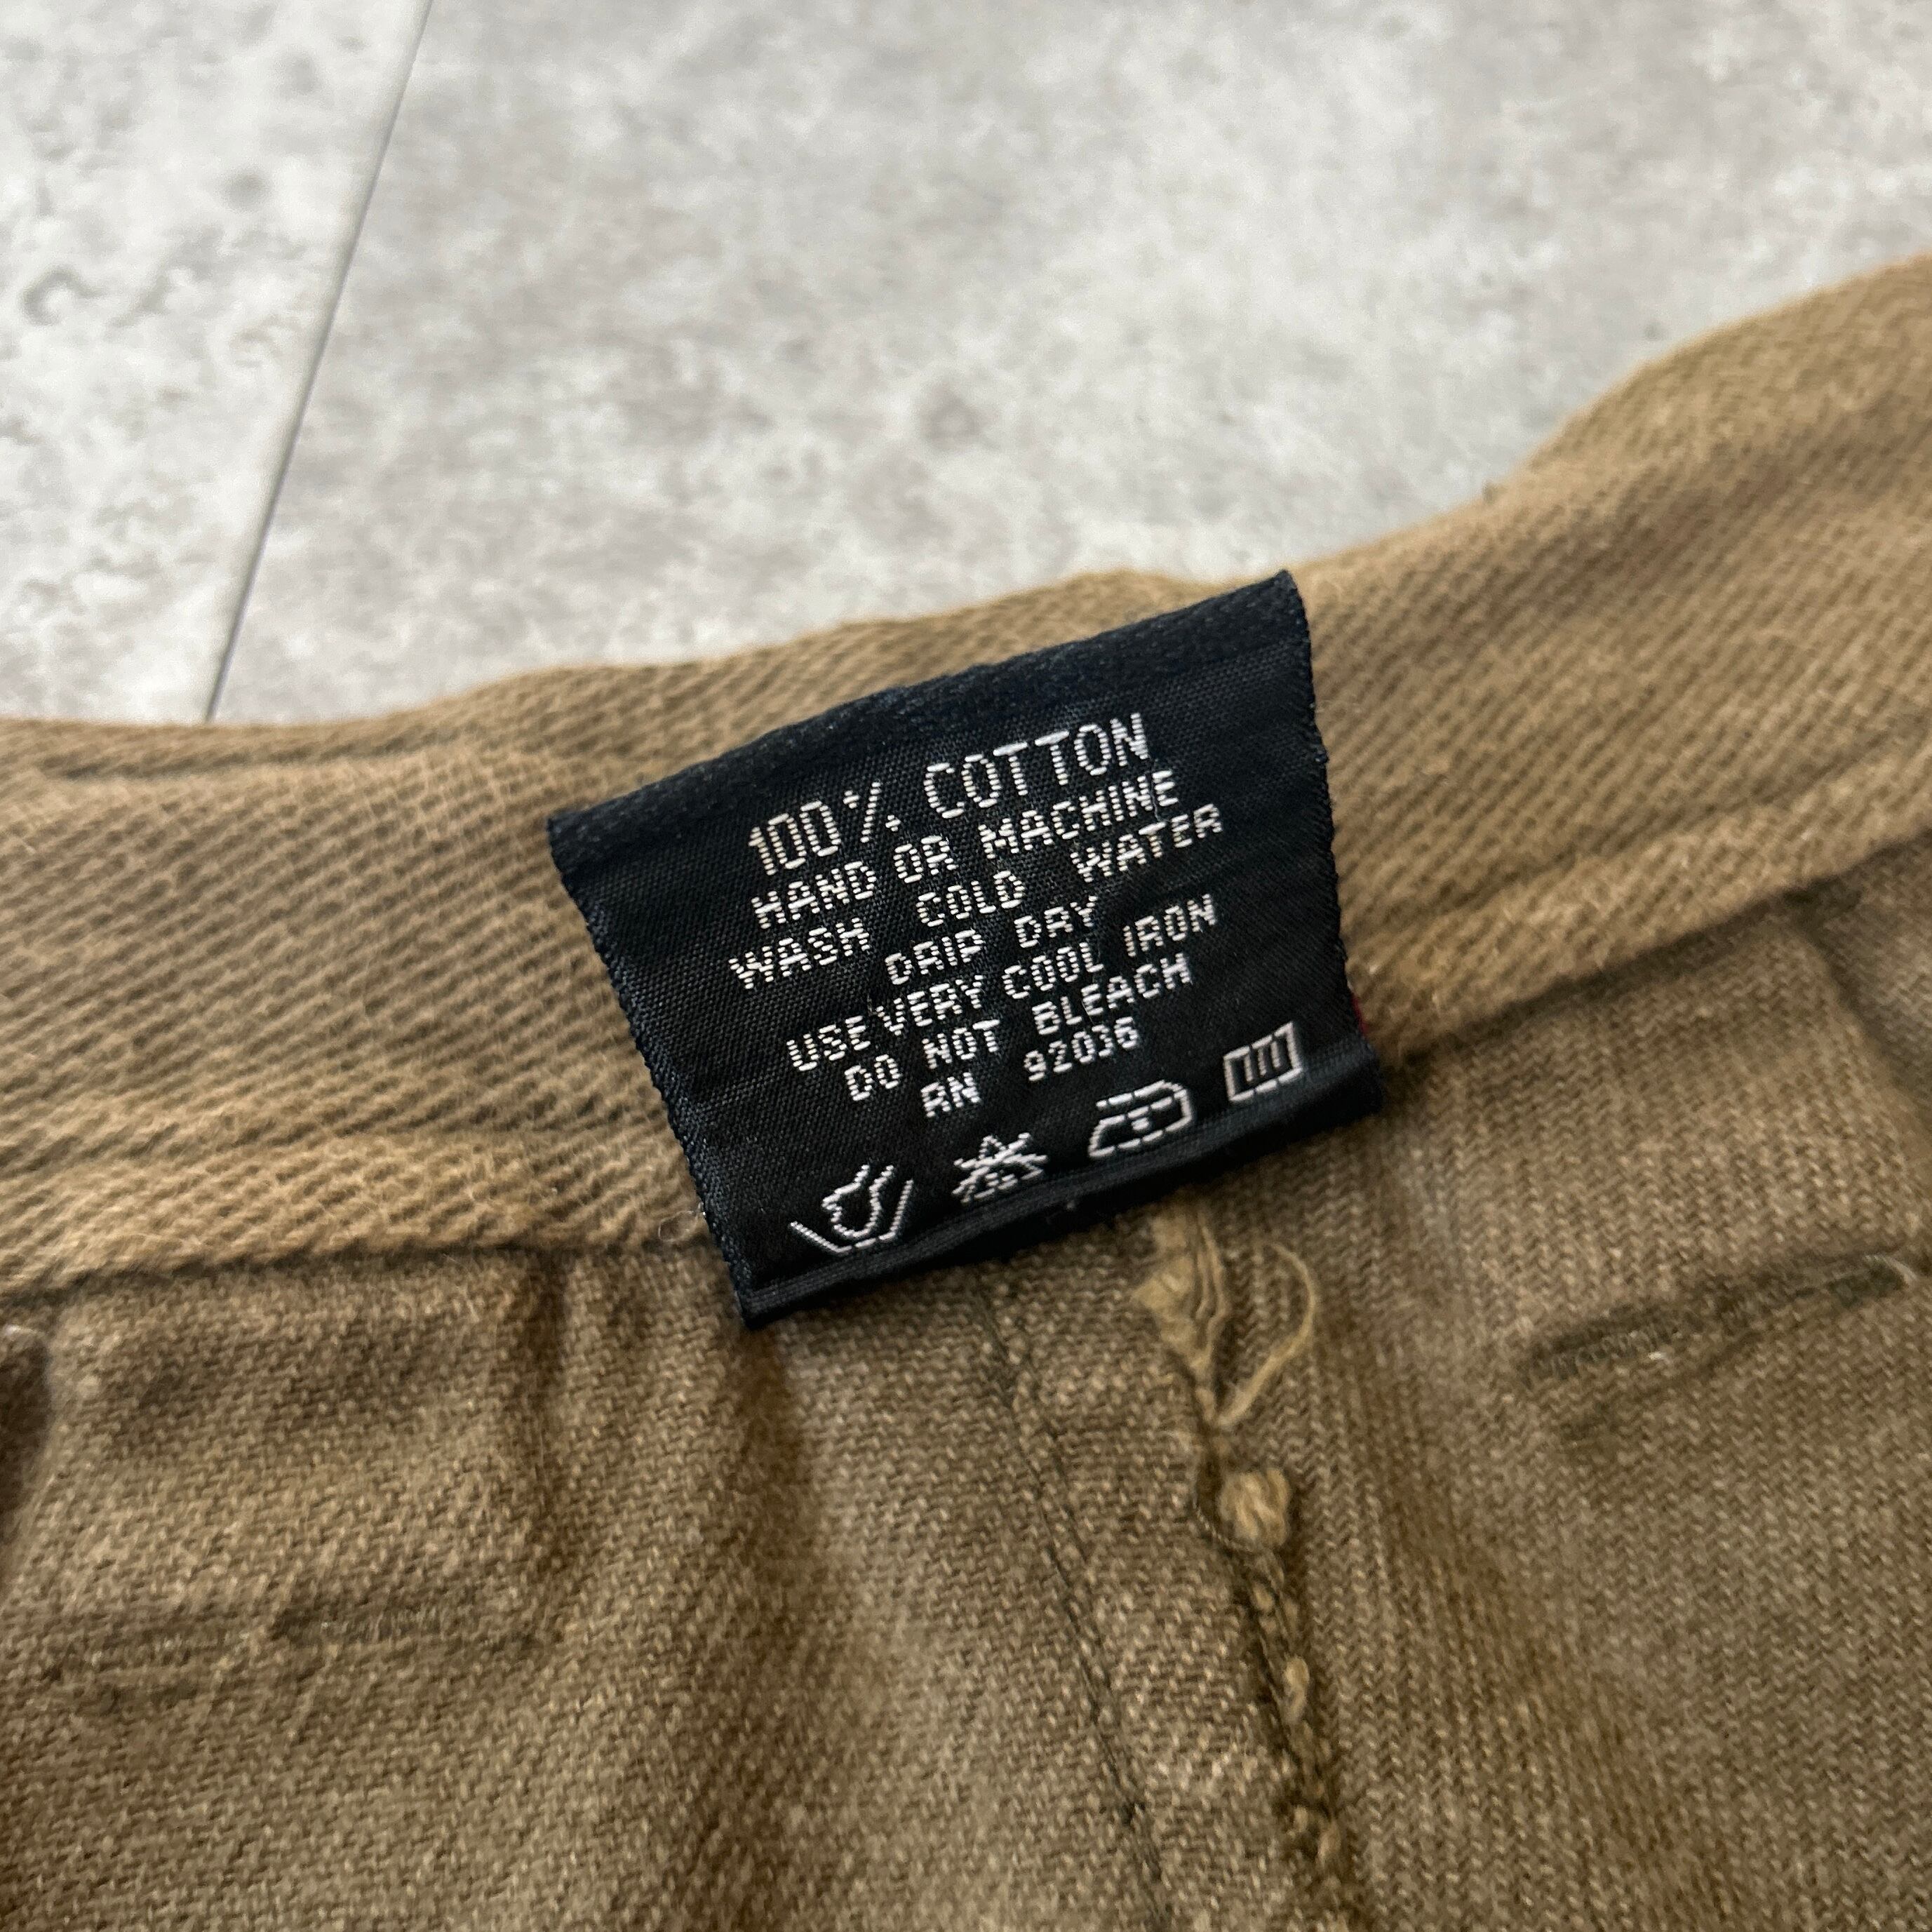 100% COTTON
HAND OR MACHINE
WASH COLD WATER
DRIP DRY
USE VERY COOL IRON
DO NOT BLEACH
RN 92036